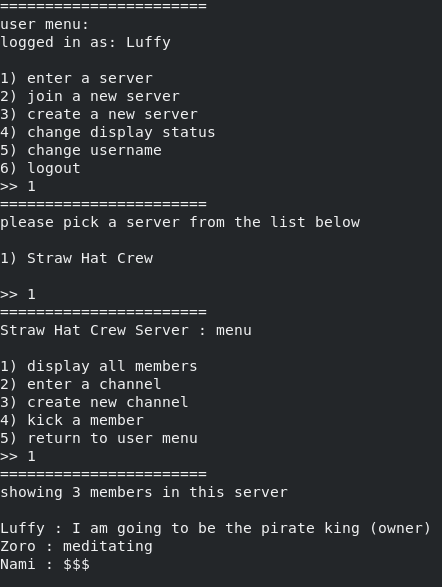 =======================
user menu:
logged in as: Luffy
1) enter a server
2) join a new server
3) create a new server
4) change display status
5) change username
6) logout
>> 1
=======================
please pick a server from the list below
1) Straw Hat Crew
>> 1
=======================
Straw Hat Crew Server : menu
1) display all members
2) enter a channel
3) create new channel
4) kick a member
5) return to user menu
>> 1
=======================
showing 3 members in this server
Luffy : I am going to be the pirate king (owner)
Zoro : meditating
Nami : $$$